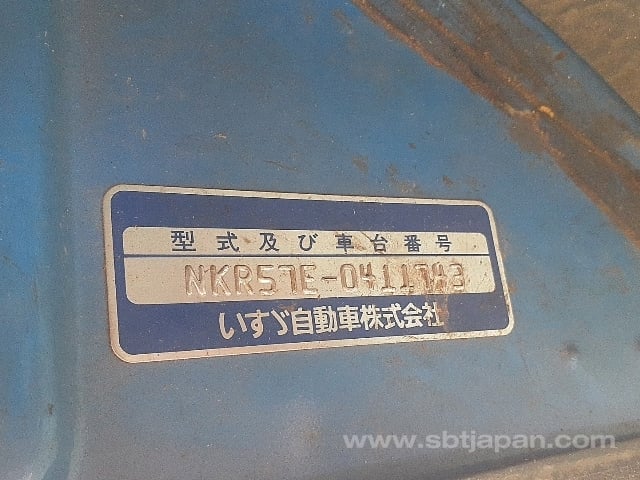 型式及び車台番号
NKR57E-0411743
いすゞ自動車株式会社
www.sbtjapan.com